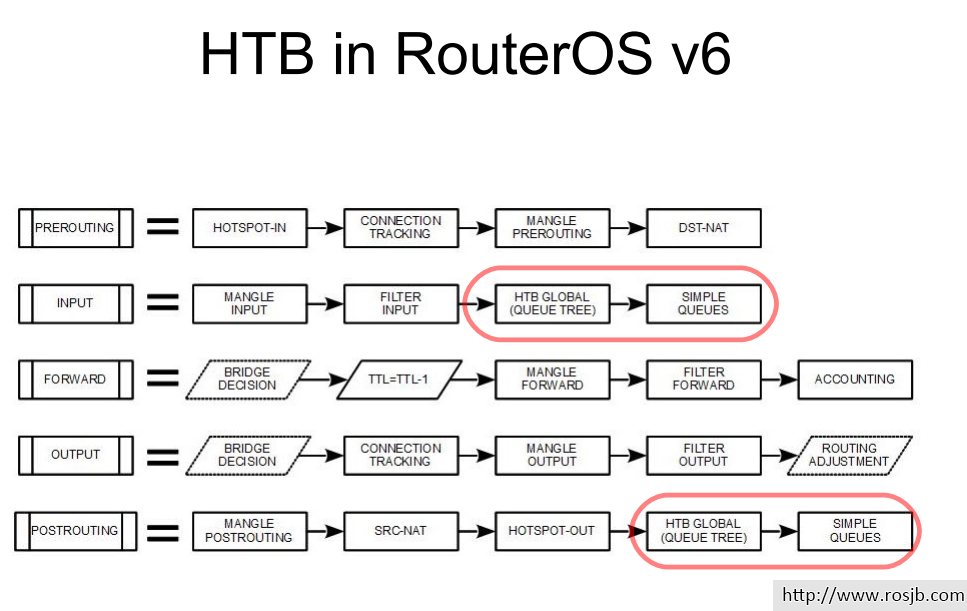 HTB in RouterOS v6
PREROUTING = HOTSPOT-IN CONNECTION TRACKING MANGLE PREROUTING DST-NAT
INPUT = MANGLE INPUT FILTER INPUT HTB GLOBAL (QUEUE TREE) SIMPLE QUEUES
FORWARD = BRIDGE DECISION TTL=TTL-1 MANGLE FORWARD FILTER FORWARD ACCOUNTING
OUTPUT = BRIDGE DECISION CONNECTION TRACKING MANGLE OUTPUT FILTER OUTPUT ROUTING ADJUSTMENT
POSTROUTING = MANGLE POSTROUTING SRC-NAT HOTSPOT-OUT HTB GLOBAL (QUEUE TREE) SIMPLE QUEUES
http://www.rosjb.com